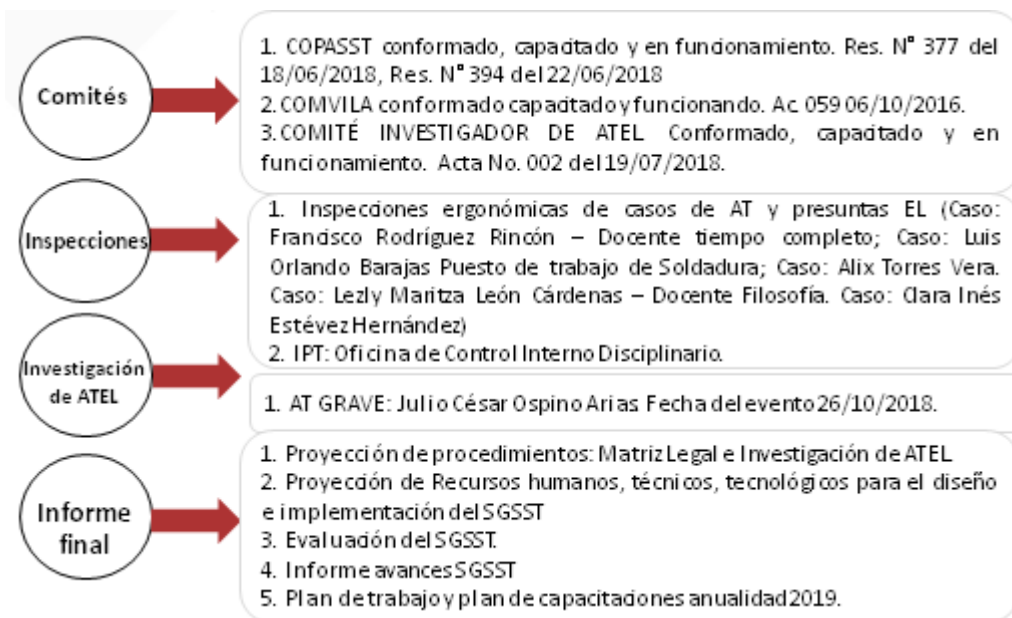 Comités
1. COPASST conformado, capacitado y en funcionamiento. Res. N° 377 del
18/06/2018, Res. N° 394 del 22/06/2018
2. COMVILA conformado capacitado y funcionando. Ac. 059 06/10/2016.
3. COMITÉ INVESTIGADOR DE ATEL Conformado, capacitado y en
funcionamiento. Acta No. 002 del 19/07/2018.
Inspecciones
1. Inspecciones ergonómicas de casos de AT y presuntas EL (Caso:
Francisco Rodríguez Rincón – Docente tiempo completo; Caso: Luis
Orlando Barajas Puesto de trabajo de Soldadura; Caso: Alix Torres Vera.
Caso: Lezly Maritza León Cárdenas – Docente Filosofía. Caso: Clara Inés
Estévez Hernández)
2. IPT: Oficina de Control Interno Disciplinario.
Investigación
de ATEL
1. AT GRAVE: Julio César Ospino Arias. Fecha del evento 26/10/2018.
Informe
final
1. Proyección de procedimientos: Matriz Legal e Investigación de ATEL
2. Proyección de Recursos humanos, técnicos, tecnológicos para el diseño
e implementación del SGSST
3. Evaluación del SGSST.
4. Informe avances SGSST
5. Plan de trabajo y plan de capacitaciones anualidad 2019.